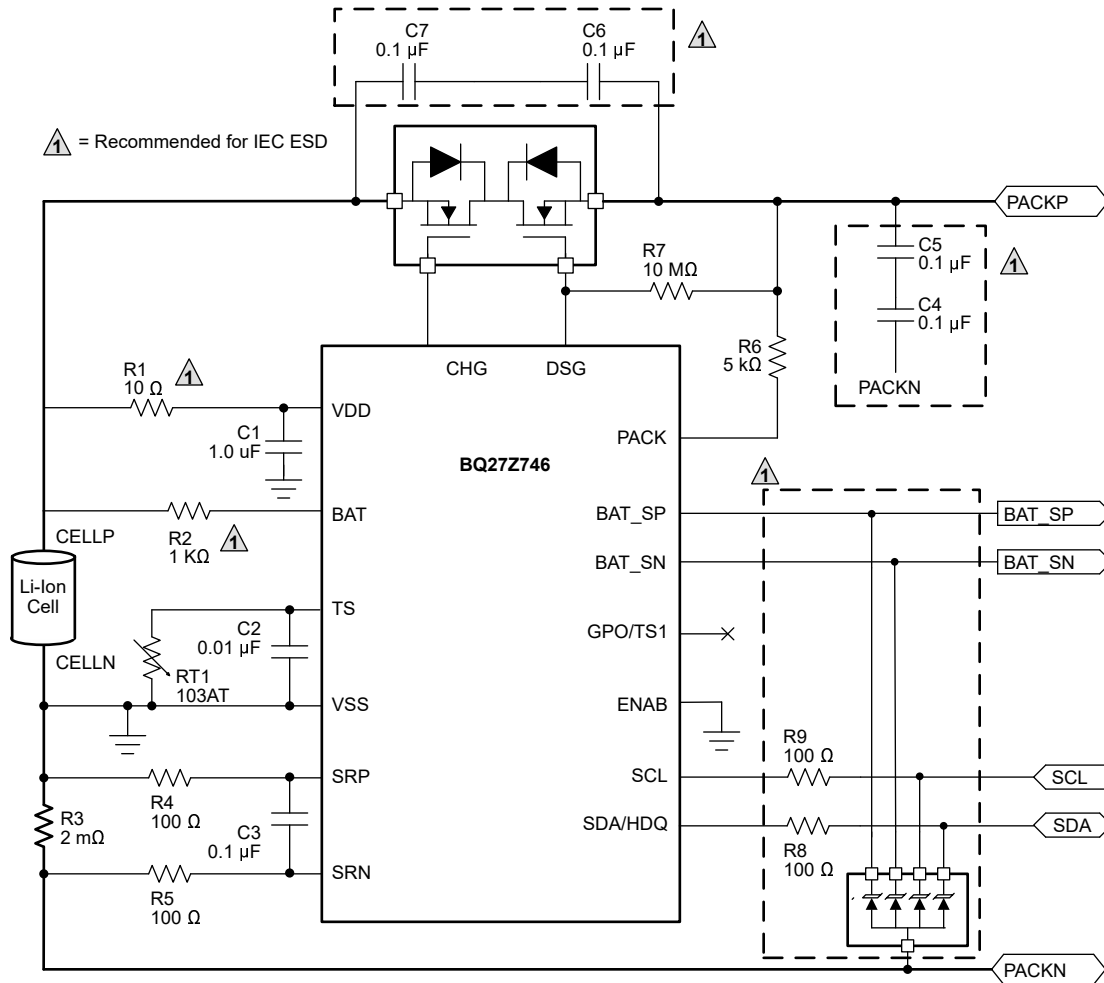 C7
0.1 µF
C6
0.1 µF
1
1 = Recommended for IEC ESD
PACKP
R7
10 MΩ
C5
0.1 µF
1
C4
0.1 µF
PACKN
R6
5 kΩ
R1
10 Ω
1
CHG
DSG
VDD
C1
1.0 uF
PACK
BQ27Z746
1
BAT
R2
1 KΩ
1
BAT_SP
BAT_SP
CELLP
BAT_SN
BAT_SN
Li-Ion
Cell
TS
C2
0.01 µF
GPO/TS1
CELLN
RT1
103AT
VSS
ENAB
R9
100 Ω
SRP
SCL
SCL
R4
100 Ω
R3
2 mΩ
C3
0.1 µF
SDA/HDQ
SDA
R8
100 Ω
SRN
R5
100 Ω
PACKN